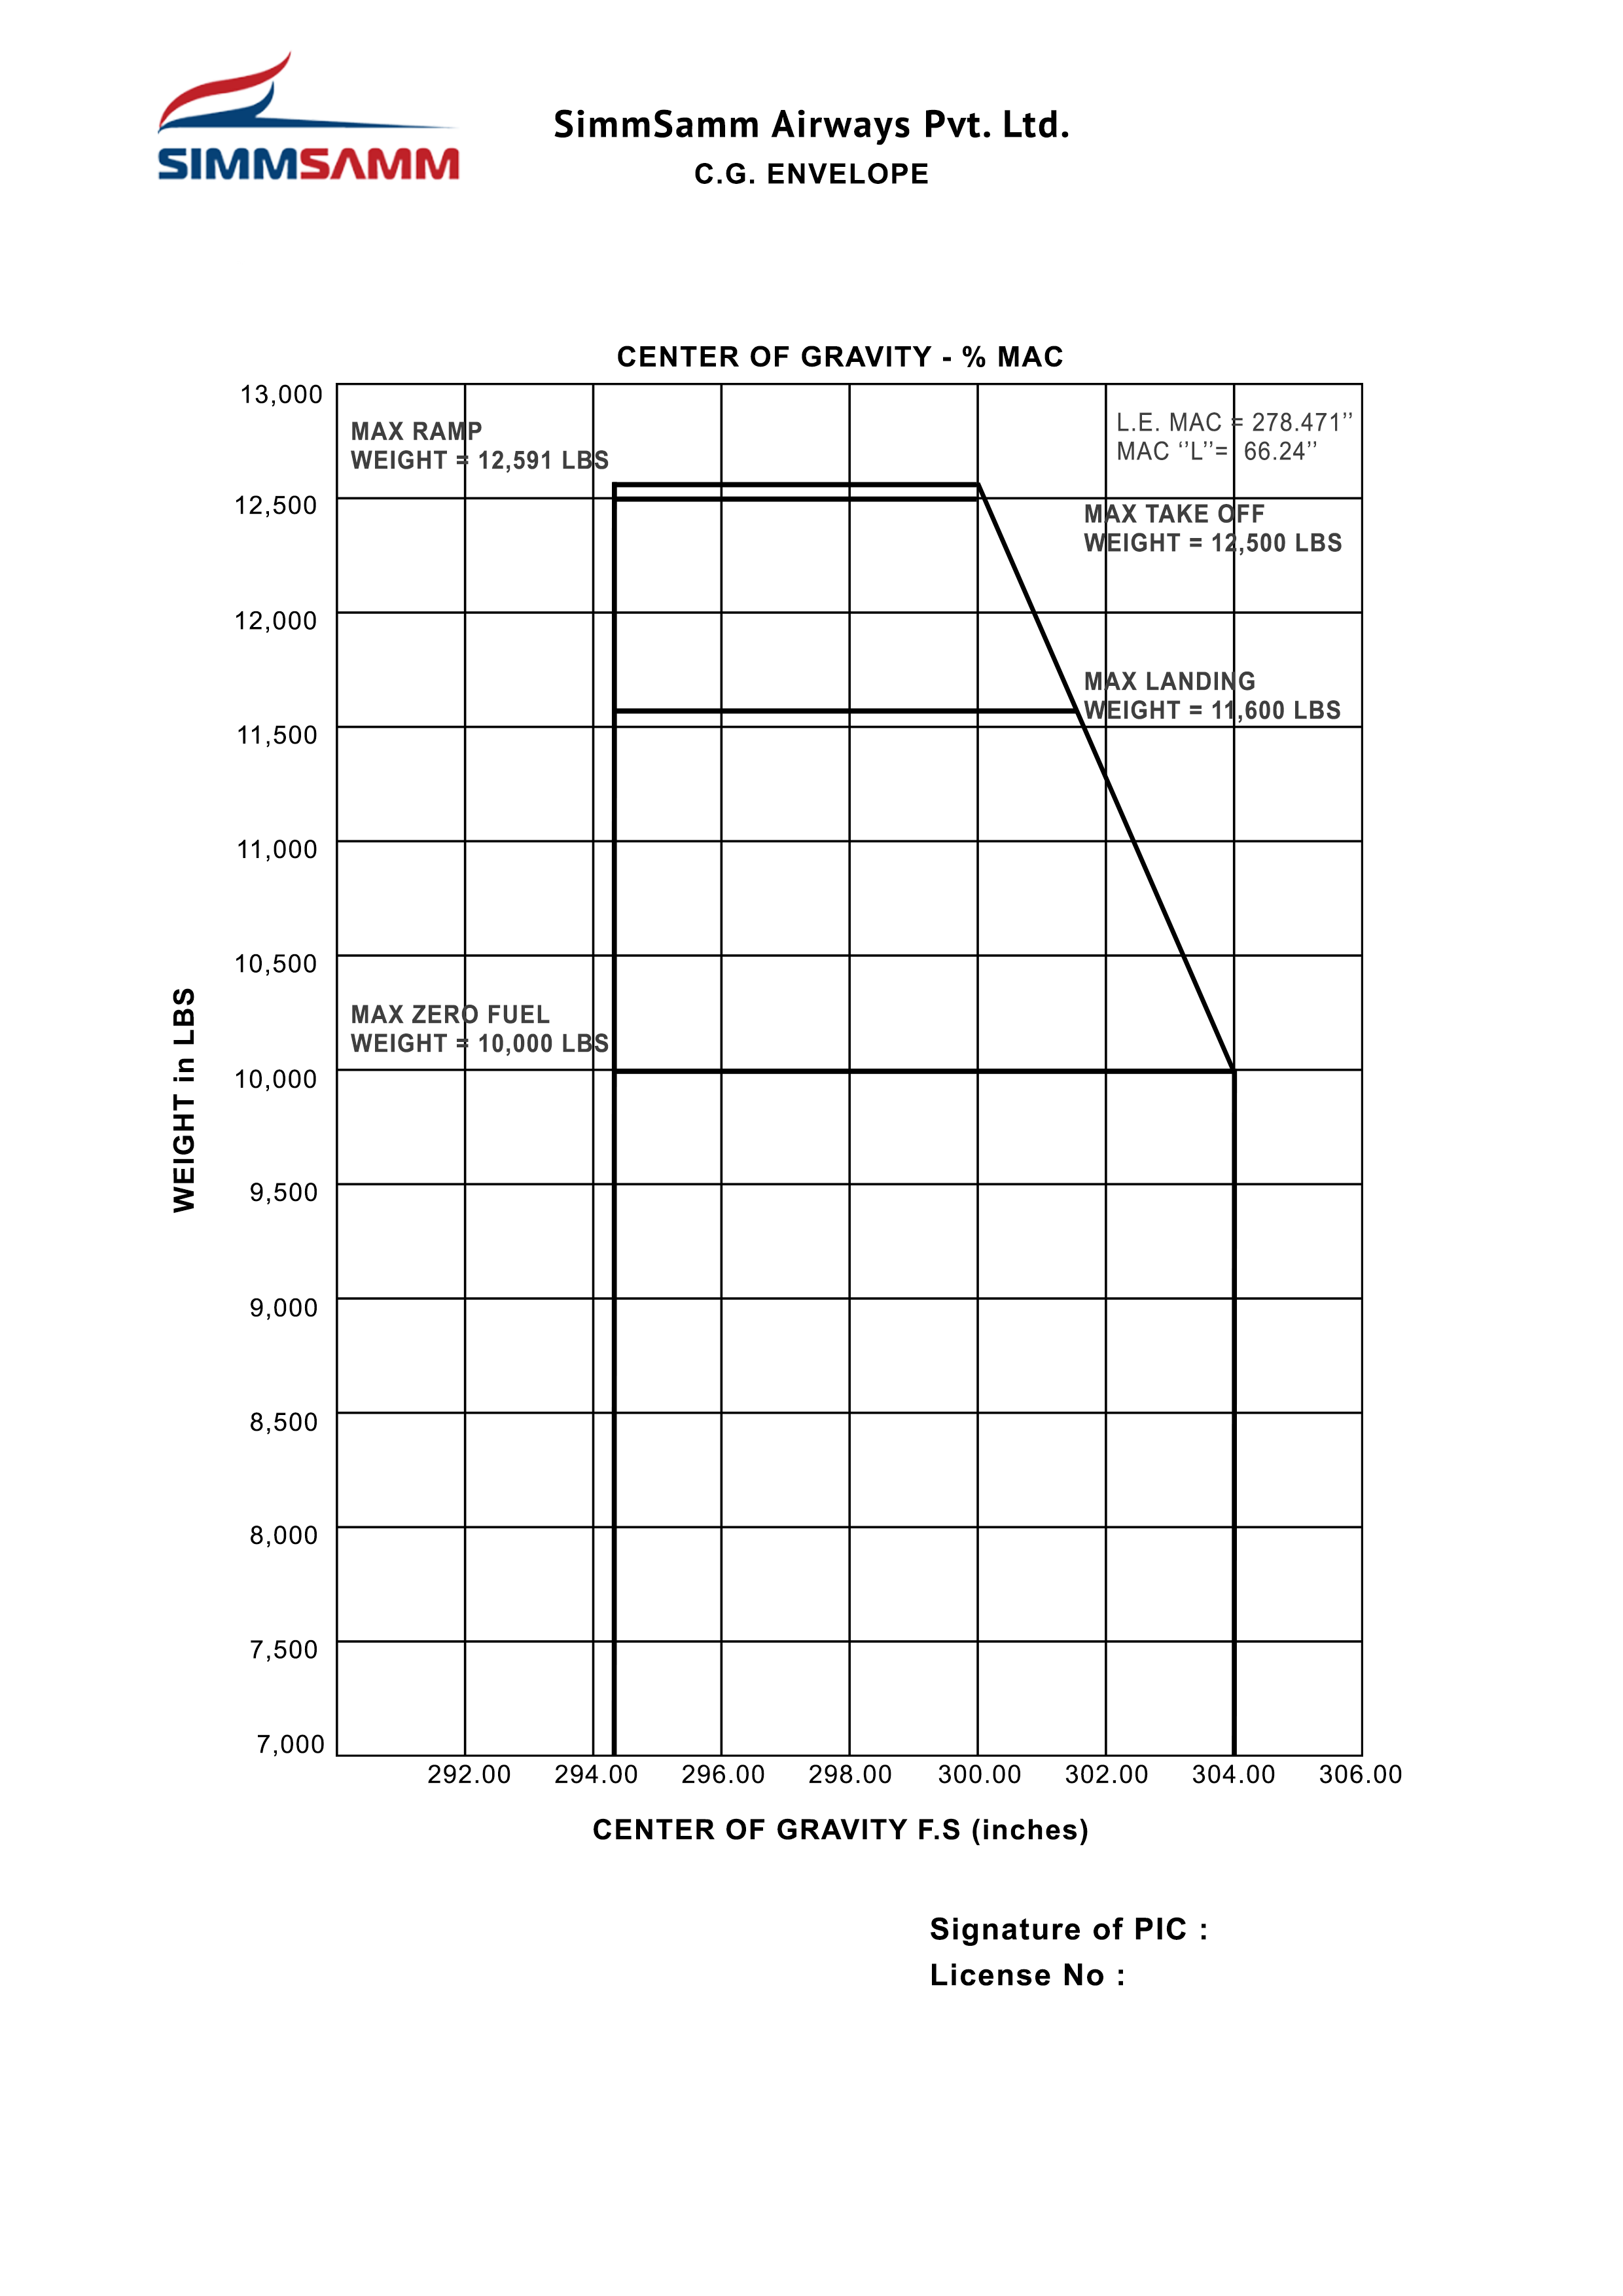 SIMMSAMM
SimmSamm Airways Pvt. Ltd.
C.G. ENVELOPE
CENTER OF GRAVITY - % MAC
13,000
MAX RAMP
WEIGHT = 12,591 LBS
L.E. MAC = 278.471’’
MAC ‘’L’’= 66.24’’
12,500
MAX TAKE OFF
WEIGHT = 12,500 LBS
12,000
MAX LANDING
WEIGHT = 11,600 LBS
11,500
11,000
10,500
MAX ZERO FUEL
WEIGHT = 10,000 LBS
10,000
WEIGHT in LBS
9,500
9,000
8,500
8,000
7,500
7,000
292.00 294.00 296.00 298.00 300.00 302.00 304.00 306.00
CENTER OF GRAVITY F.S (inches)
Signature of PIC :
License No :